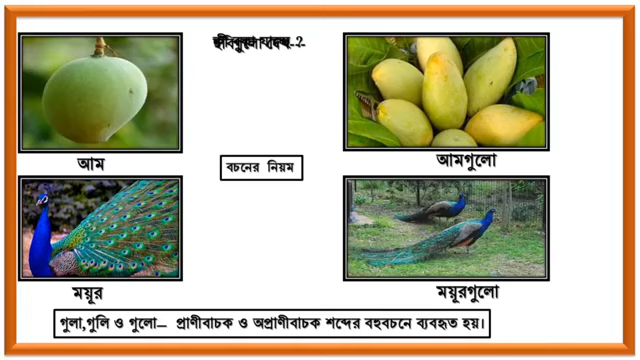 আম
আমগুলো
বচনের নিয়ম
ময়ূর
ময়ূরগুলো
গুলা,গুলি ও গুলো– প্রাণীবাচক ও অপ্রাণীবাচক শব্দের বহুবচনে ব্যবহৃত হয়।